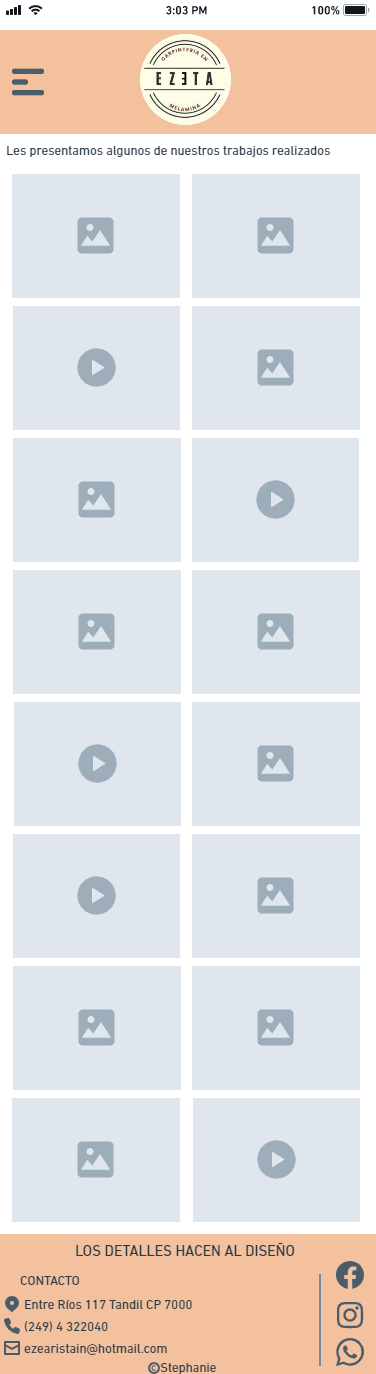 3:03 PM
100%
CARPINTERIA EN
EZETA
MELAMINA
Les presentamos algunos de nuestros trabajos realizados
LOS DETALLES HACEN AL DISEÑO
CONTACTO
Entre Ríos 117 Tandil CP 7000
(249) 4 322040
ezearistain@hotmail.com
©Stephanie